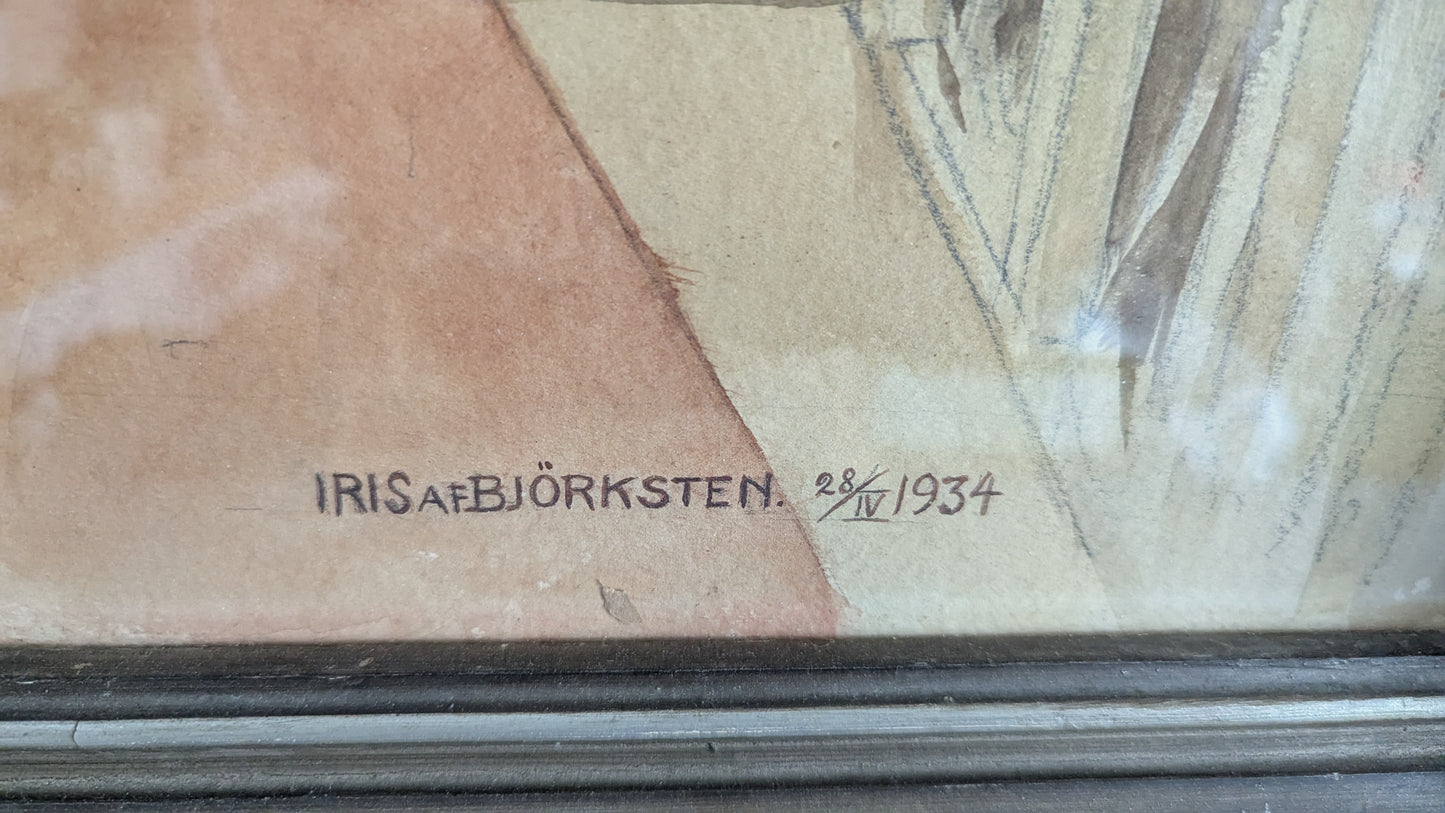 IRIS AF BJÖRKSTEN. 28/IV 1934